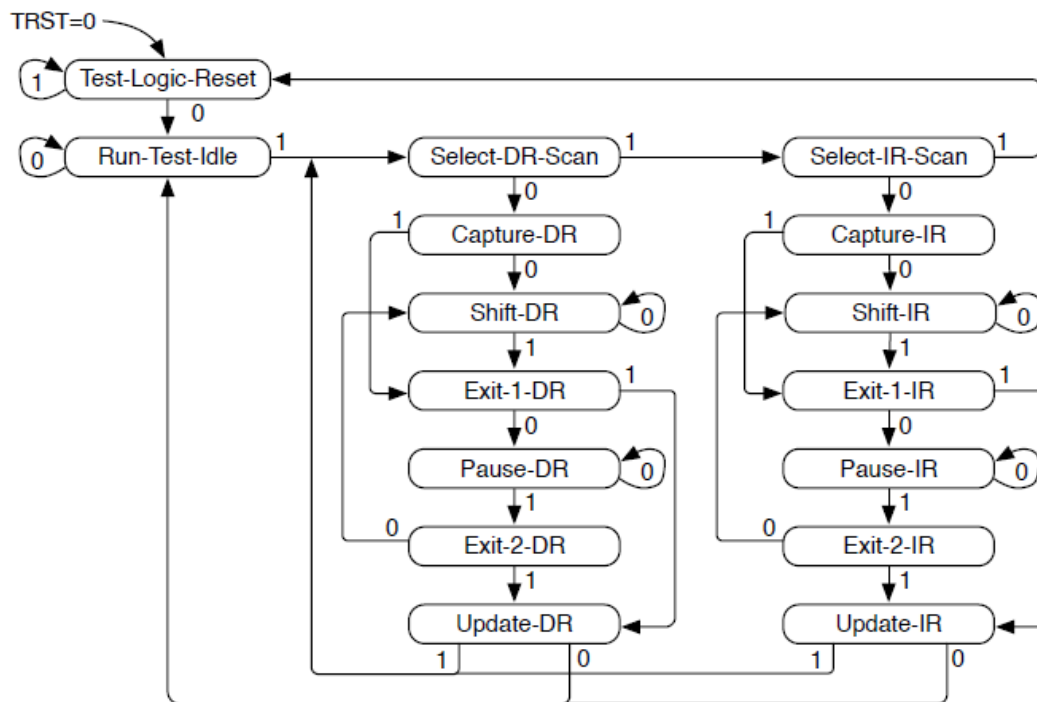 TRST=0
1 Test-Logic-Reset
0
0 Run-Test-Idle 1 Select-DR-Scan 1 Select-IR-Scan 1
0 0
1 Capture-DR 1 Capture-IR
0 0
Shift-DR 0 Shift-IR 0
1 1
Exit-1-DR 1 Exit-1-IR 1
0 0
Pause-DR 0 Pause-IR 0
1 1
0 Exit-2-DR 0 Exit-2-IR
1 1
Update-DR Update-IR
1 0 1 0